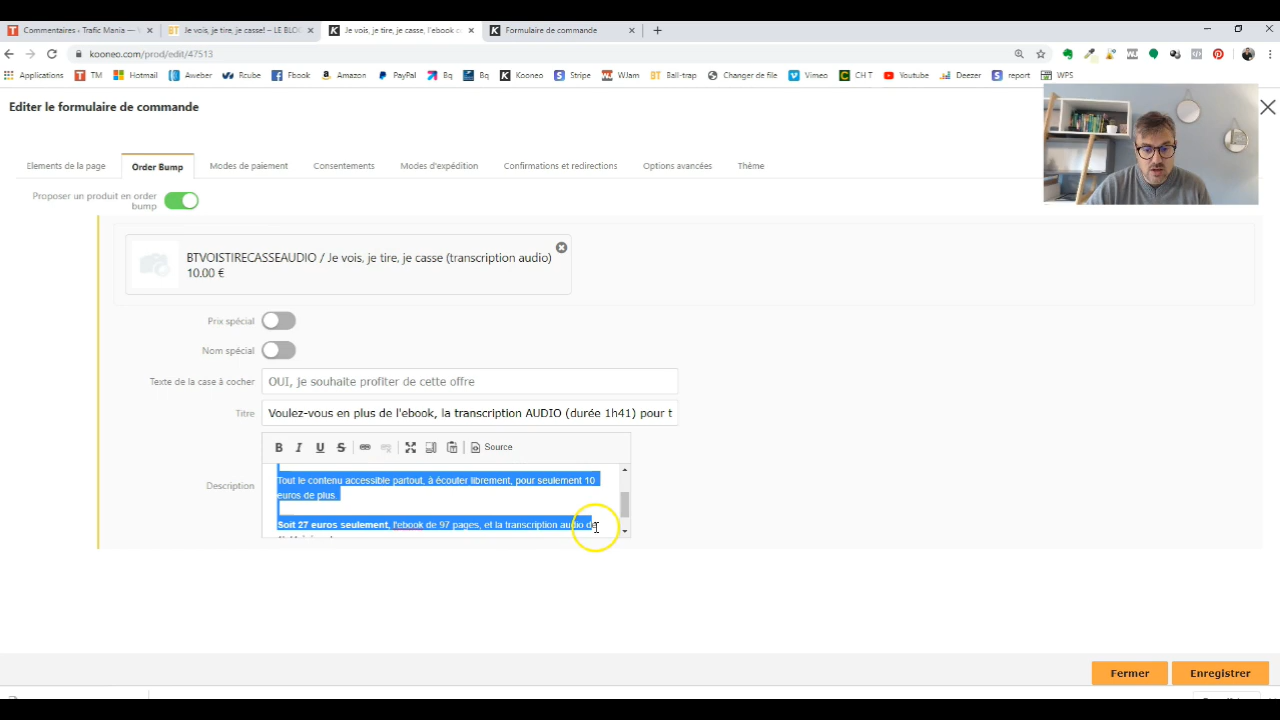 Commentaires ‹ Trafic Mania —
Je vois, je tire, je casse! – LE BLO
Je vois, je tire, je casse, l'ebook
Formulaire de commande
kooneo.com/prod/edit/47513
Applications TM Hotmail Aweber Rcube Fbook Amazon PayPal Bq Bq Kooneo Stripe WJam Ball-trap Changer de file Vimeo CH T Youtube Deezer report WPS
Editer le formulaire de commande
Elements de la page Order Bump Modes de paiement Consentements Modes d'expédition Confirmations et redirections Options avancées Thème
Proposer un produit en order
bump
BTVOISTIRECASSEAUDIO / Je vois, je tire, je casse (transcription audio)
10.00 €
Prix spécial
Nom spécial
Texte de la case à cocher OUI, je souhaite profiter de cette offre
Titre Voulez-vous en plus de l'ebook, la transcription AUDIO (durée 1h41) pour t
B I U S Source
Description
Tout le contenu accessible partout, à écouter librement, pour seulement 10
euros de plus.
Soit 27 euros seulement, l'ebook de 97 pages, et la transcription audio de
Fermer Enregistrer